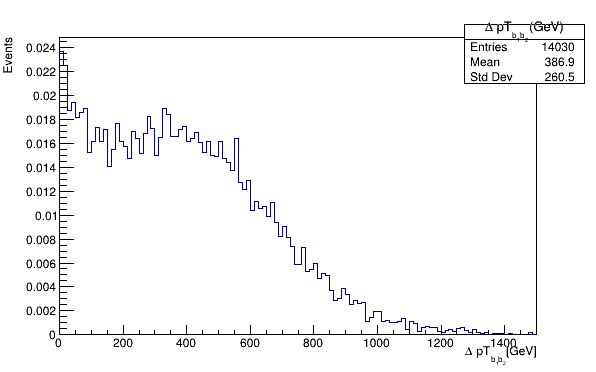 Δ pT_{b_1b_2}(GeV)
Entries 14030
Mean 386.9
Std Dev 260.5
Events
0.024
0.022
0.02
0.018
0.016
0.014
0.012
0.01
0.008
0.006
0.004
0.002
0
0 200 400 600 800 1000 1200 1400
Δ pT_{b_1b_2}[GeV]